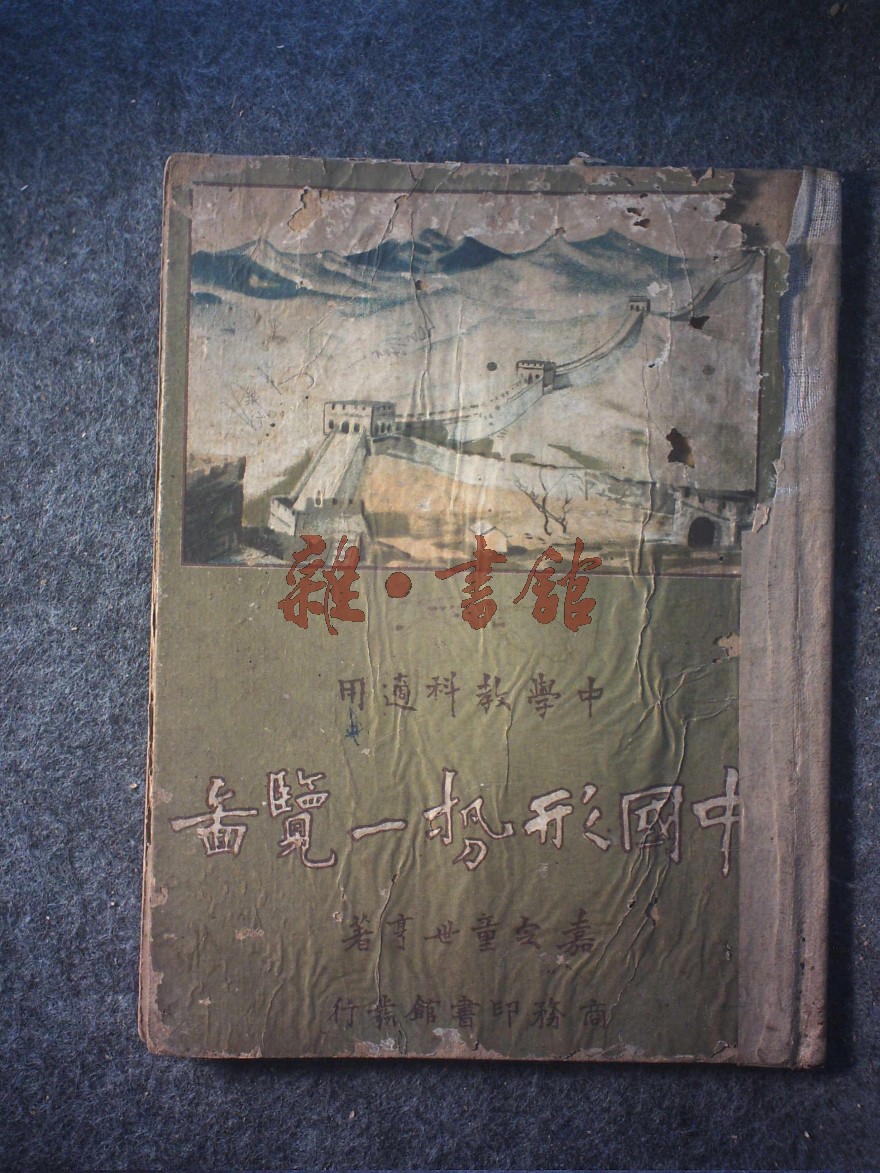 雜·書館
中學教科適用
中國形勢一覽圖
嘉定童世亨著
商務印書館發行